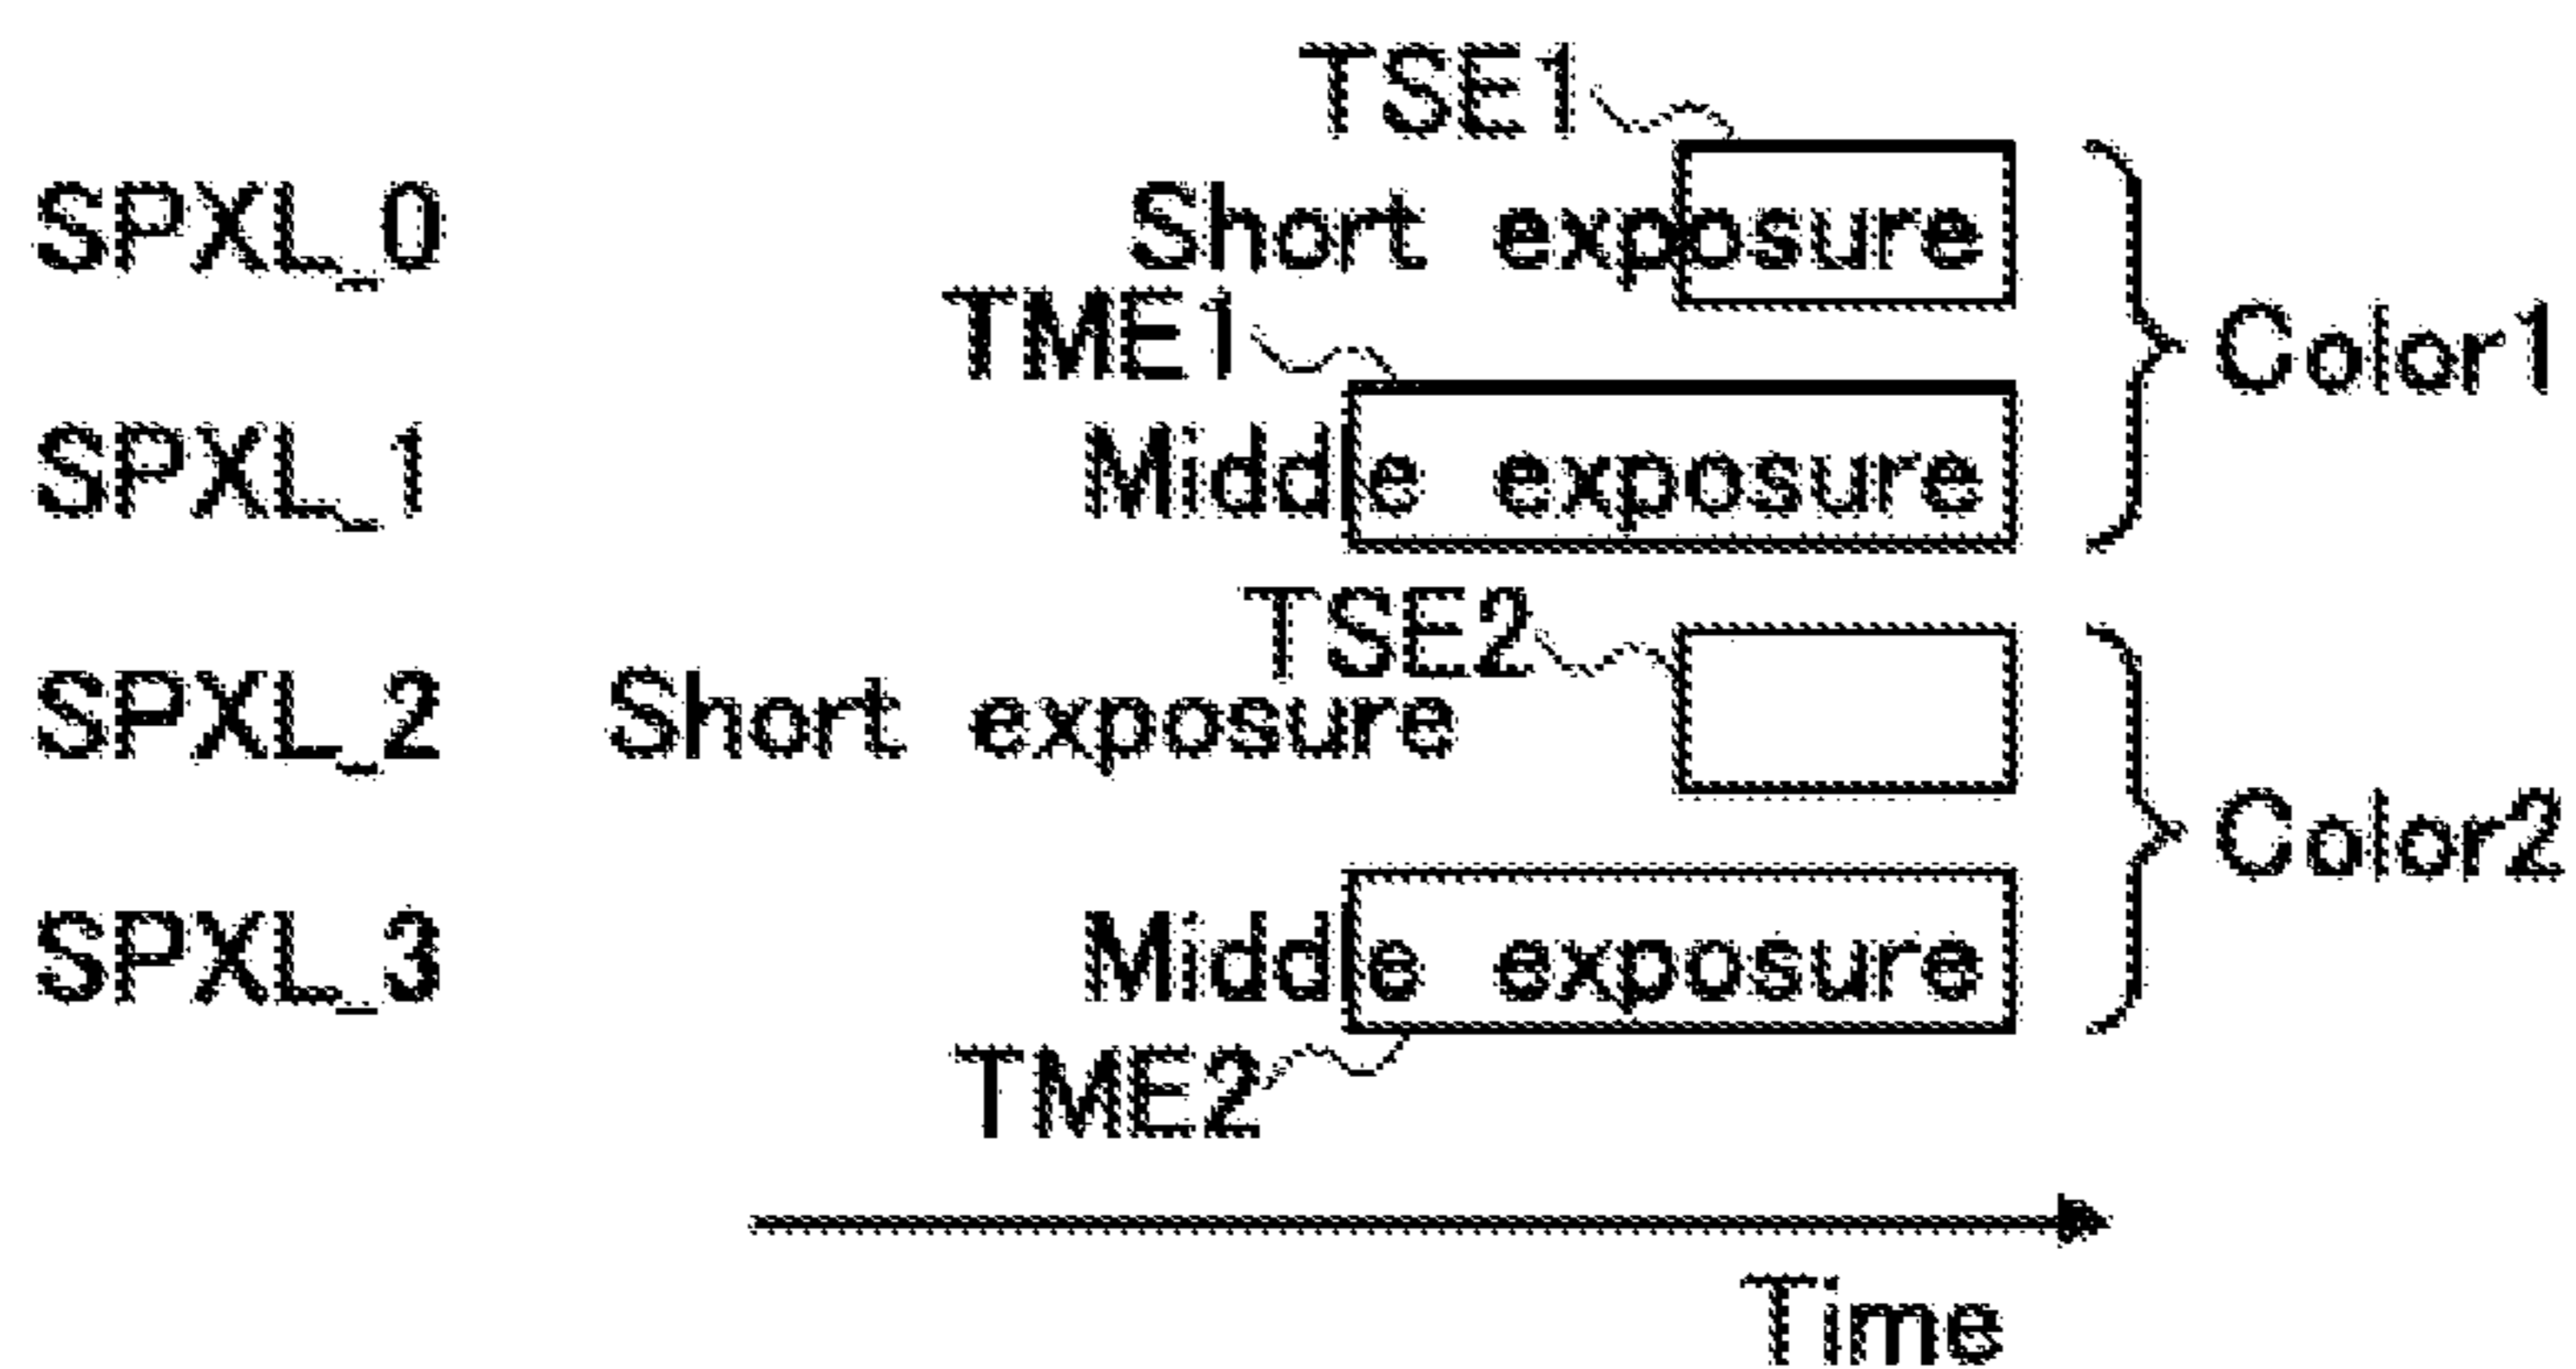 TSE1
SPXL_0 Short exposure
TME1 Color1
SPXL_1 Middle exposure
TSE2
SPXL_2 Short exposure
Color2
SPXL_3 Middle exposure
TME2
Time